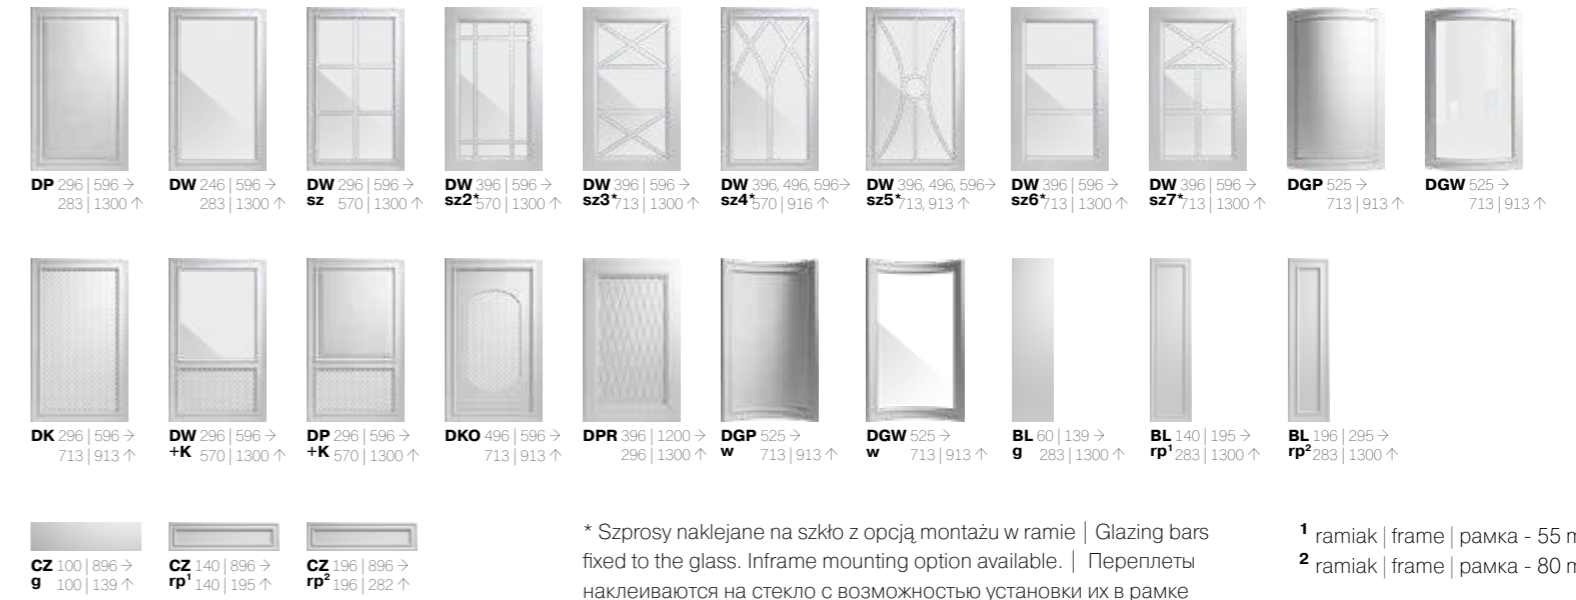 DP 296 | 596 →
283 | 1300 ↑
DW 246 | 596 →
283 | 1300 ↑
DW 296 | 596 →
sz 570 | 1300 ↑
DW 396 | 596 →
sz2* 570 | 1300 ↑
DW 396 | 596 →
sz3* 713 | 1300 ↑
DW 396, 496, 596→
sz4* 570 | 916 ↑
DW 396, 496, 596→
sz5* 713, 913 ↑
DW 396 | 596 →
sz6* 713 | 1300 ↑
DW 396 | 596 →
sz7* 713 | 1300 ↑
DGP 525 →
713 | 913 ↑
DGW 525 →
713 | 913 ↑
DK 296 | 596 →
713 | 913 ↑
DW 296 | 596 →
+K 570 | 1300 ↑
DP 296 | 596 →
+K 570 | 1300 ↑
DKO 496 | 596 →
713 | 913 ↑
DPR 396 | 1200 →
296 | 1300 ↑
DGP 525 →
w 713 | 913 ↑
DGW 525 →
w 713 | 913 ↑
BL 60 | 139 →
g 283 | 1300 ↑
BL 140 | 195 →
rp¹ 283 | 1300 ↑
BL 196 | 295 →
rp² 283 | 1300 ↑
CZ 100 | 896 →
g 100 | 139 ↑
CZ 140 | 896 →
rp¹ 140 | 195 ↑
CZ 196 | 896 →
rp² 196 | 282 ↑
* Szprosy naklejane na szkło z opcją montażu w ramie | Glazing bars
fixed to the glass. Inframe mounting option available. | Переплеты
наклеиваются на стекло с возможностью установки их в рамке
¹ ramiak | frame | рамка - 55
² ramiak | frame | рамка - 80